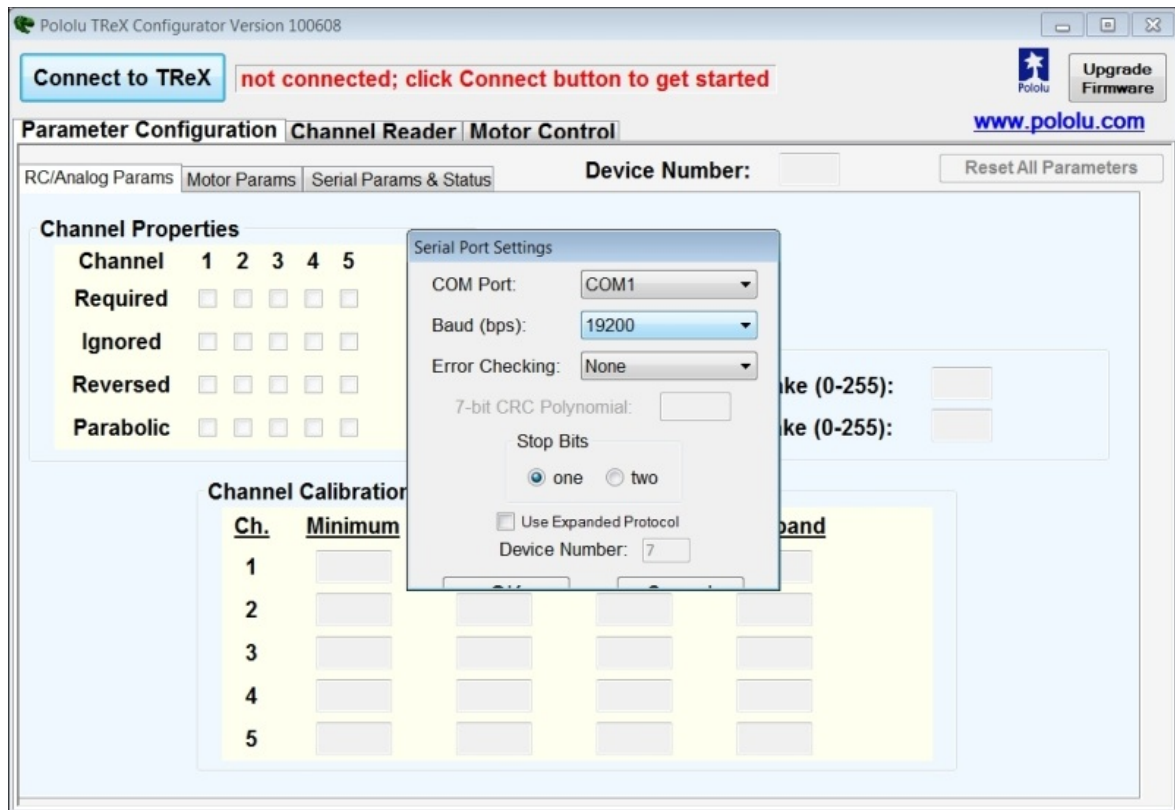 Pololu TReX Configurator Version 100608
Connect to TReX not connected; click Connect button to get started
Pololu
Upgrade
Firmware
www.pololu.com
Parameter Configuration Channel Reader Motor Control
RC/Analog Params Motor Params Serial Params & Status Device Number: Reset All Parameters
Channel Properties
Channel 1 2 3 4 5
Required
Ignored
Reversed
Parabolic
Serial Port Settings
COM Port: COM1
Baud (bps): 19200
Error Checking: None
7-bit CRC Polynomial:
Stop Bits
one two
Use Expanded Protocol
Device Number: 7
(0-255):
(0-255):
Channel
Ch. Minimum
1
2
3
4
5